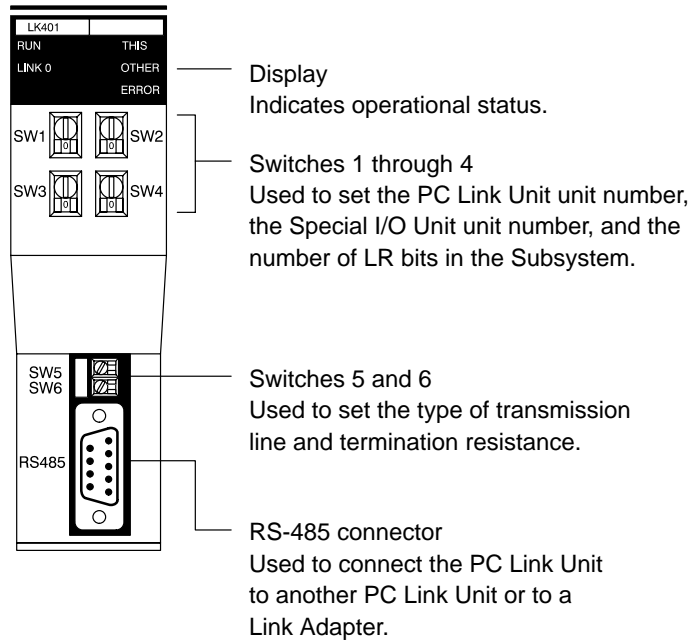 LK401
RUN THIS
LINK 0 OTHER
ERROR
Display
Indicates operational status.
SW1 0 0 SW2
SW3 0 0 SW4
Switches 1 through 4
Used to set the PC Link Unit unit number,
the Special I/O Unit unit number, and the
number of LR bits in the Subsystem.
SW5
SW6
Switches 5 and 6
Used to set the type of transmission
line and termination resistance.
RS485
RS-485 connector
Used to connect the PC Link Unit
to another PC Link Unit or to a
Link Adapter.